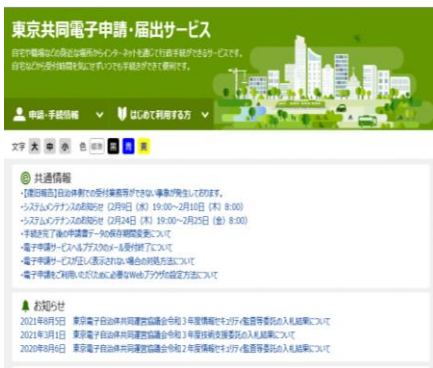 東京共同電子申請・届出サービス
自宅や職場などの身近な場所からインターネットを通じて行政手続ができるサービスです。
自宅などから受付時間を気にせずいつでも手続きができて便利です。
申請・手続情報 はじめて利用する方
文字 大 中 小 色 標準 黒 青 黄
共通情報
・【復旧報告】自治体側での受付業務等ができない事象が発生しております。
・システムメンテナンスのお知らせ（2月9日（水）19:00～2月10日（木）8:00）
・システムメンテナンスのお知らせ（2月24日（木）19:00～2月25日（金）8:00）
・手続き完了後の申請書データの保存期間変更について
・電子申請サービスヘルプデスクのメール受付終了について
・電子申請サービスが正しく表示されない場合の対処方法について
・電子申請をご利用いただくために必要なWebブラウザの設定方法について
お知らせ
2021年8月5日 東京電子自治体共同運営協議会令和３年度情報セキュリティ監査等委託の入札結果について
2021年3月1日 東京電子自治体共同運営協議会令和３年度技術支援委託の入札結果について
2020年8月6日 東京電子自治体共同運営協議会令和２年度情報セキュリティ監査等委託の入札結果について